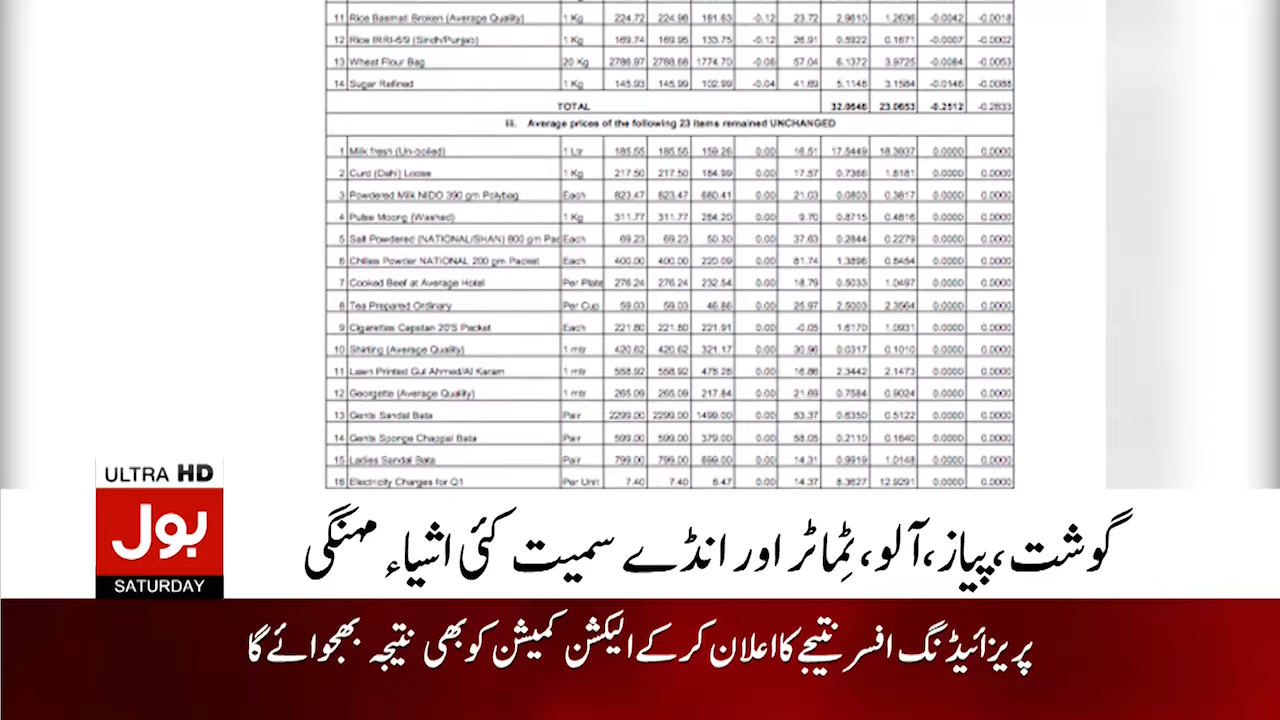 11 Rice Basmati Broken (Average Quality) 1 Kg 224.72 224.98 161.63 -0.12 23.72
12 Rice IRRI-6/9 (Sindh/Punjab) 1 Kg 169.74 169.95 133.75 -0.12 26.91
13 Wheat Flour Bag 20 Kg 2786.97 2788.68 1774.70 -0.06 57.04 6.1372 3.9725 -0.0084 -0.0053
14 Sugar Refined 1 Kg 145.93 145.99 102.99 -0.04 41.69 5.1146 3.1584 -0.0146 -0.0088
TOTAL 32.0646 23.0653 -0.2512 -0.2833
iii. Average prices of the following 23 items remained UNCHANGED
1 Milk fresh (Un-boiled) 1 Ltr 185.55 185.55 159.26 0.00 16.51 17.5449 18.3937 0.0000 0.0000
2 Curd (Dahi) Loose 1 Kg 217.50 217.50 184.99 0.00 17.57 0.7366 1.8181 0.0000 0.0000
3 Powdered Milk NIDO 390 gm Polybag Each 823.47 823.47 680.41 0.00 21.03 0.0803 0.3617 0.0000 0.0000
4 Pulse Moong (Washed) 1 Kg 311.77 311.77 284.20 0.00 9.70 0.8715 0.4816 0.0000 0.0000
5 Salt Powdered (NATIONAL/SHAN) 800 gm Pac Each 69.23 69.23 50.30 0.00 37.63 0.2844 0.2279 0.0000 0.0000
6 Chillies Powder NATIONAL 200 gm Packet Each 400.00 400.00 220.09 0.00 81.74 1.3896 0.8454 0.0000 0.0000
7 Cooked Beef at Average Hotel Per Plate 276.24 276.24 232.54 0.00 18.79 0.5033 1.0497 0.0000 0.0000
8 Tea Prepared Ordinary Per Cup 59.03 59.03 46.86 0.00 25.97 2.5003 2.3564 0.0000 0.0000
9 Cigarettes Capstan 20'S Packet Each 221.80 221.80 221.91 0.00 -0.05 1.6170 1.0931 0.0000 0.0000
10 Shirting (Average Quality) 1 mtr 420.62 420.62 321.17 0.00 30.96 0.0317 0.1010 0.0000 0.0000
11 Lawn Printed Gul Ahmed/Al Karam 1 mtr 558.92 558.92 478.26 0.00 16.86 2.3442 2.1473 0.0000 0.0000
12 Georgette (Average Quality) 1 mtr 265.09 265.09 217.84 0.00 21.69 0.7584 0.9024 0.0000 0.0000
13 Gents Sandal Bata Pair 2299.00 2299.00 1499.00 0.00 53.37 0.6350 0.5122 0.0000 0.0000
14 Gents Sponge Chappal Bata Pair 599.00 599.00 379.00 0.00 58.05 0.2110 0.1640 0.0000 0.0000
15 Ladies Sandal Bata Pair 799.00 799.00 699.00 0.00 14.31 0.9919 1.0148 0.0000 0.0000
16 Electricity Charges for Q1 Per Unit 7.40 7.40 6.47 0.00 14.37 8.3627 12.9291 0.0000 0.0000
ULTRA HD
بول
SATURDAY
گوشت، پیاز، آلو، ٹماٹر اور انڈے سمیت کئی اشیاء مہنگی
پریزائیڈنگ افسر نتیجے کا اعلان کر کے الیکشن کمیشن کو بھی نتیجہ بھجوائے گا